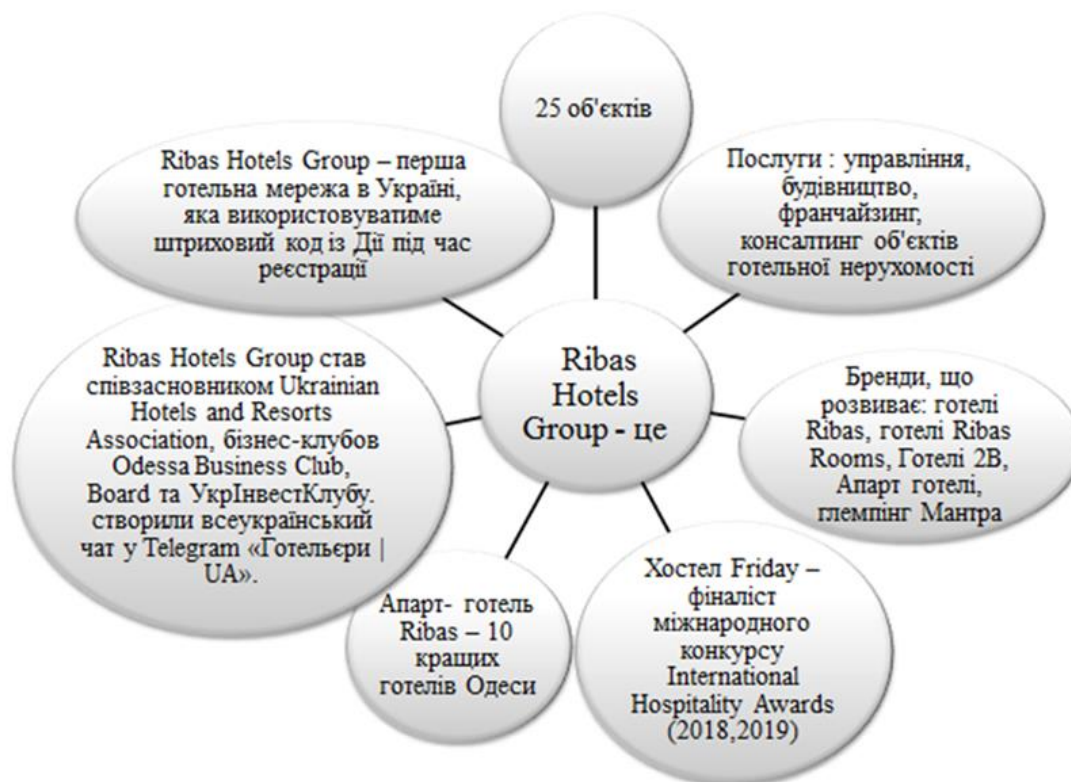 25 об'єктів
Ribas Hotels Group – перша
готельна мережа в Україні,
яка використовуватиме
штриховий код із Дії під час
реєстрації
Послуги : управління,
будівництво,
франчайзинг,
консалтинг об'єктів
готельної нерухомості
Ribas
Hotels
Group - це
Ribas Hotels Group став
співзасновником Ukrainian
Hotels and Resorts
Association, бізнес-клубов
Odessa Business Club,
Board та УкрІнвестКлубу.
створили всеукраїнський
чат у Telegram «Готельєри |
UA».
Бренди, що
розвиває: готелі
Ribas, готелі Ribas
Rooms, Готелі 2B,
Апарт готелі,
глемпінг Мантра
Апарт- готель
Ribas – 10
кращих
готелів Одеси
Хостел Friday –
фіналіст
міжнародного
конкурсу
International
Hospitality Awards
(2018,2019)